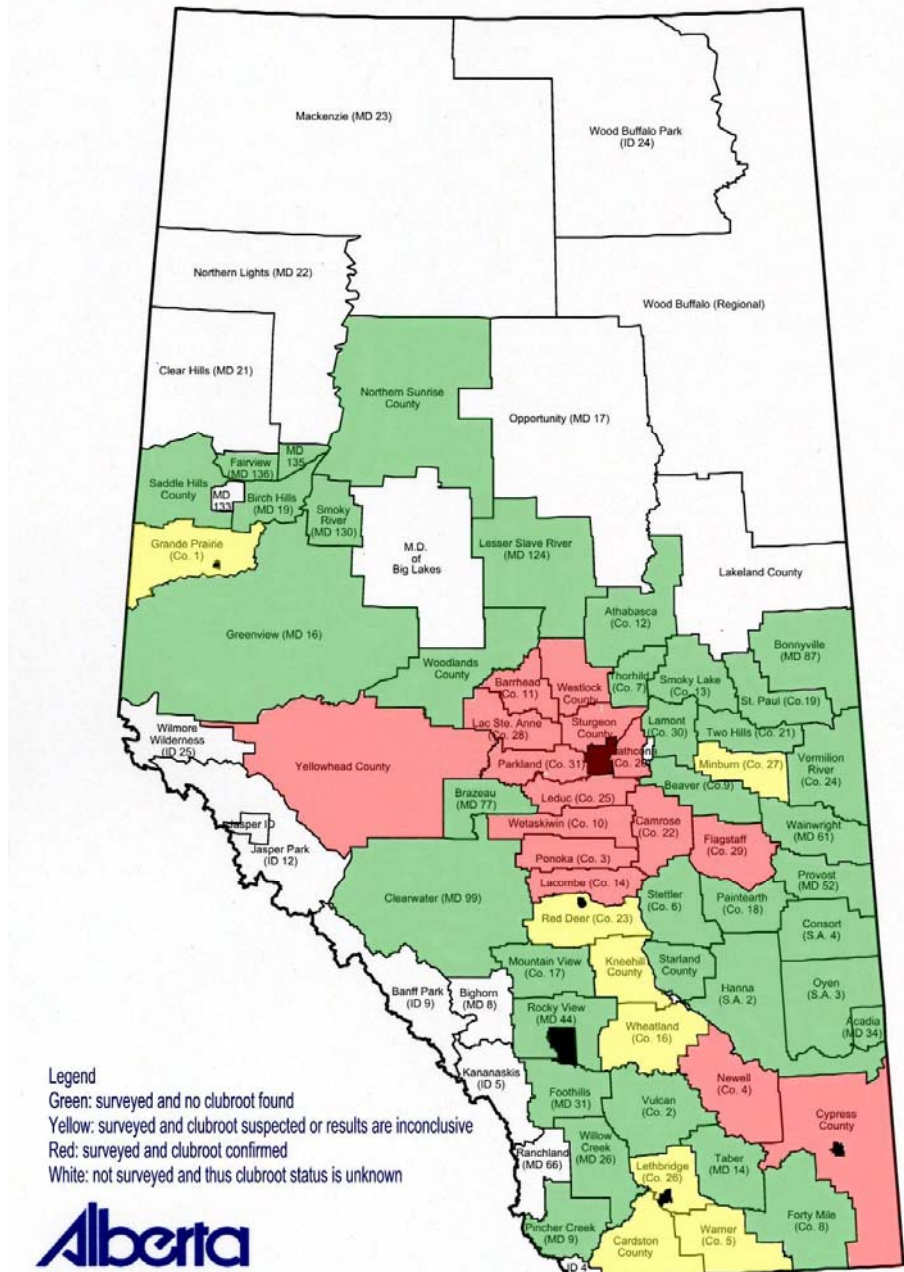 Mackenzie (MD 23)
Wood Buffalo Park
(ID 24)
Northern Lights (MD 22)
Wood Buffalo (Regional)
Clear Hills (MD 21)
Northern Sunrise
County
Opportunity (MD 17)
MD
135
Fairview
(MD 136)
Saddle Hills
County
MD
133
Birch Hills
(MD 19)
Smoky
River
(MD 130)
Grande Prairie
(Co. 1)
M.D.
of
Big Lakes
Lesser Slave River
(MD 124)
Lakeland County
Athabasca
(Co. 12)
Greenview (MD 16)
Bonnyville
(MD 87)
Woodlands
County
Barrhead
(Co. 11)
Westlock
County
Thorhild
(Co. 7)
Smoky Lake
(Co. 13)
St. Paul (Co.19)
Lac Ste. Anne
(Co. 28)
Sturgeon
County
Lamont
(Co. 30)
Two Hills (Co. 21)
Wilmore
Wilderness
(ID 25)
Yellowhead County
Parkland (Co. 31)
Minburn (Co. 27)
Vermilion
River
(Co. 24)
Brazeau
(MD 77)
Leduc (Co. 25)
Beaver (Co.9)
Wetaskiwin (Co. 10)
Camrose
(Co. 22)
Flagstaff
(Co. 29)
Wainwright
(MD 61)
Jasper ID
Jasper Park
(ID 12)
Ponoka (Co. 3)
Provost
(MD 52)
Clearwater (MD 99)
Lacombe (Co. 14)
Stettler
(Co. 6)
Paintearth
(Co. 18)
Red Deer (Co. 23)
Consort
(S.A. 4)
Mountain View
(Co. 17)
Kneehill
County
Starland
County
Hanna
(S.A. 2)
Oyen
(S.A. 3)
Banff Park
(ID 9)
Bighorn
(MD 8)
Rocky View
(MD 44)
Wheatland
(Co. 16)
Acadia
(MD 34)
Kananaskis
(ID 5)
Newell
(Co. 4)
Foothills
(MD 31)
Vulcan
(Co. 2)
Cypress
County
Ranchland
(MD 66)
Willow
Creek
(MD 26)
Lethbridge
(Co. 26)
Taber
(MD 14)
Pincher Creek
(MD 9)
Forty Mile
(Co. 8)
Cardston
County
Warner
(Co. 5)
ID 4
Legend
Green: surveyed and no clubroot found
Yellow: surveyed and clubroot suspected or results are inconclusive
Red: surveyed and clubroot confirmed
White: not surveyed and thus clubroot status is unknown
Alberta